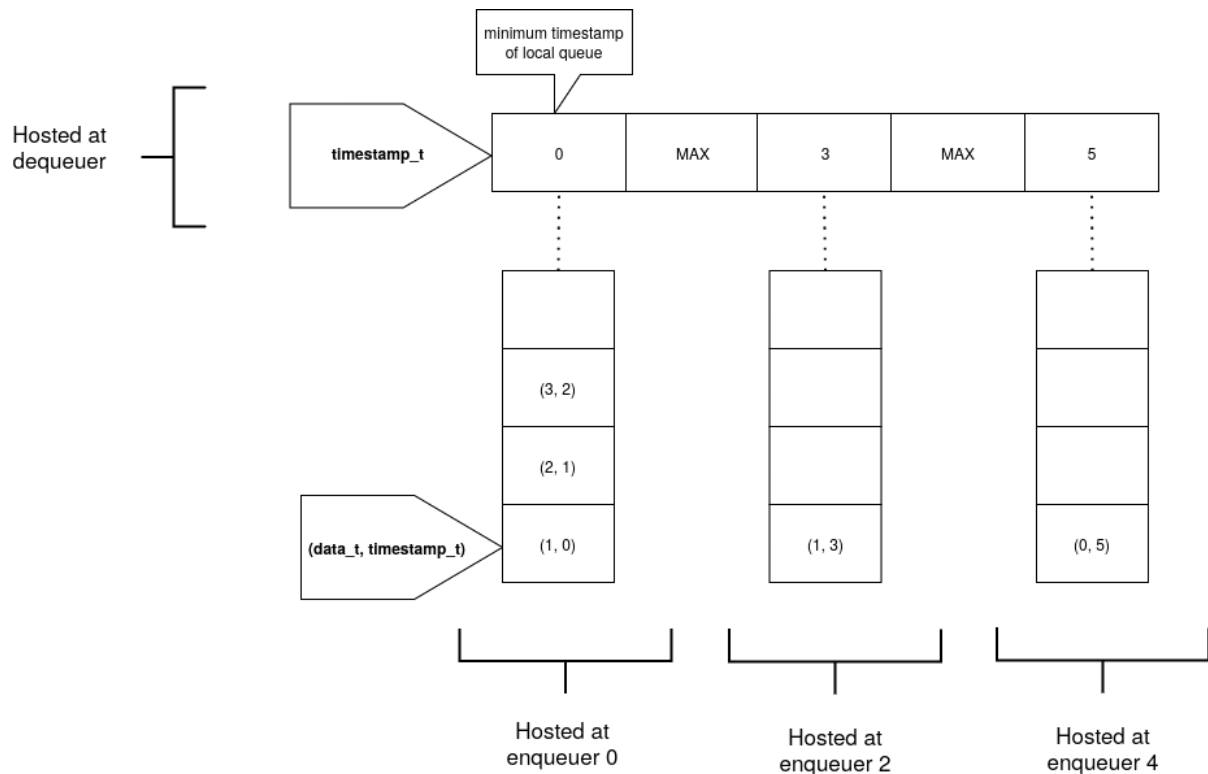 minimum timestamp
of local queue
Hosted at
dequeuer
timestamp_t
0
MAX
3
MAX
5
(3, 2)
(2, 1)
(data_t, timestamp_t)
(1, 0)
(1, 3)
(0, 5)
Hosted at
enqueuer 0
Hosted at
enqueuer 2
Hosted at
enqueuer 4